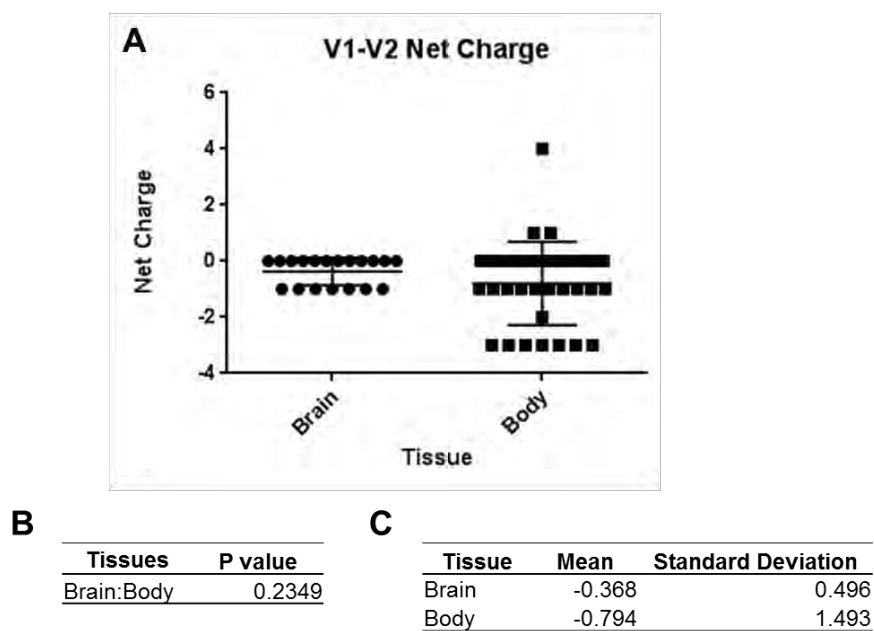 A
V1-V2 Net Charge
6
4
2
0
-2
-4
Net Charge
Brain
Body
Tissue
B
Tissues P value
Brain:Body 0.2349
C
Tissue Mean Standard Deviation
Brain -0.368 0.496
Body -0.794 1.493